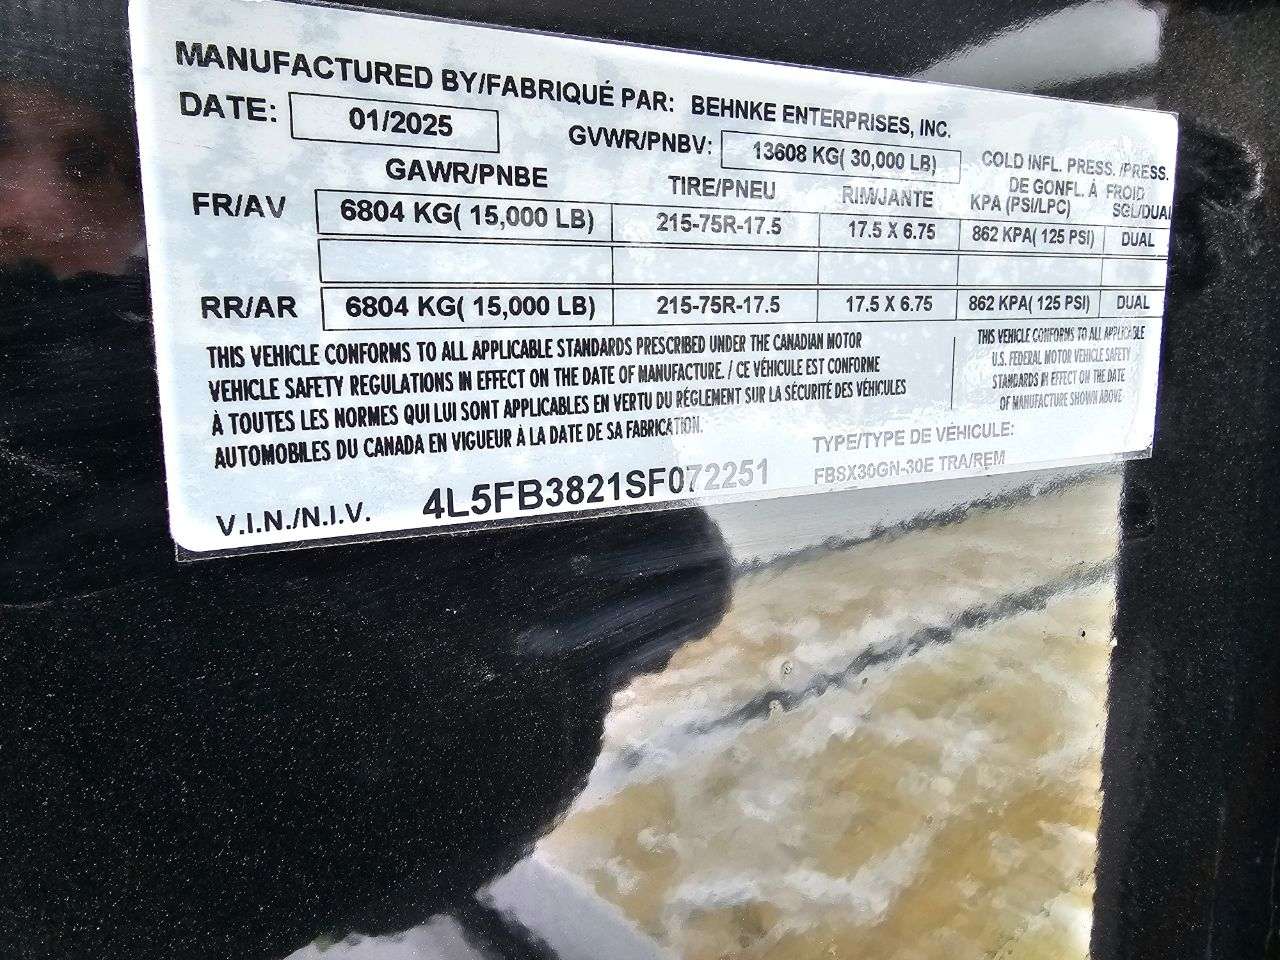 MANUFACTURED BY/FABRIQUÉ PAR: BEHNKE ENTERPRISES, INC.
DATE: 01/2025 GVWR/PNBV: 13608 KG( 30,000 LB)
COLD INFL. PRESS. /PRESS.
DE GONFL. À FROID
GAWR/PNBE TIRE/PNEU RIM/JANTE KPA (PSI/LPC) SGL/DUAL
FR/AV 6804 KG( 15,000 LB) 215-75R-17.5 17.5 X 6.75 862 KPA( 125 PSI) DUAL
RR/AR 6804 KG( 15,000 LB) 215-75R-17.5 17.5 X 6.75 862 KPA( 125 PSI) DUAL
THIS VEHICLE CONFORMS TO ALL APPLICABLE STANDARDS PRESCRIBED UNDER THE CANADIAN MOTOR
VEHICLE SAFETY REGULATIONS IN EFFECT ON THE DATE OF MANUFACTURE. / CE VÉHICULE EST CONFORME
À TOUTES LES NORMES QUI LUI SONT APPLICABLES EN VERTU DU RÉGLEMENT SUR LA SÉCURITÉ DES VÉHICULES
AUTOMOBILES DU CANADA EN VIGUEUR À LA DATE DE SA FABRICATION.
THIS VEHICLE CONFORMS TO ALL APPLICABLE
U.S. FEDERAL MOTOR VEHICLE SAFETY
STANDARDS IN EFFECT ON THE DATE
OF MANUFACTURE SHOWN ABOVE
V.I.N./N.I.V. 4L5FB3821SF072251
TYPE/TYPE DE VÉHICULE:
FBSX30GN-30E TRA/REM